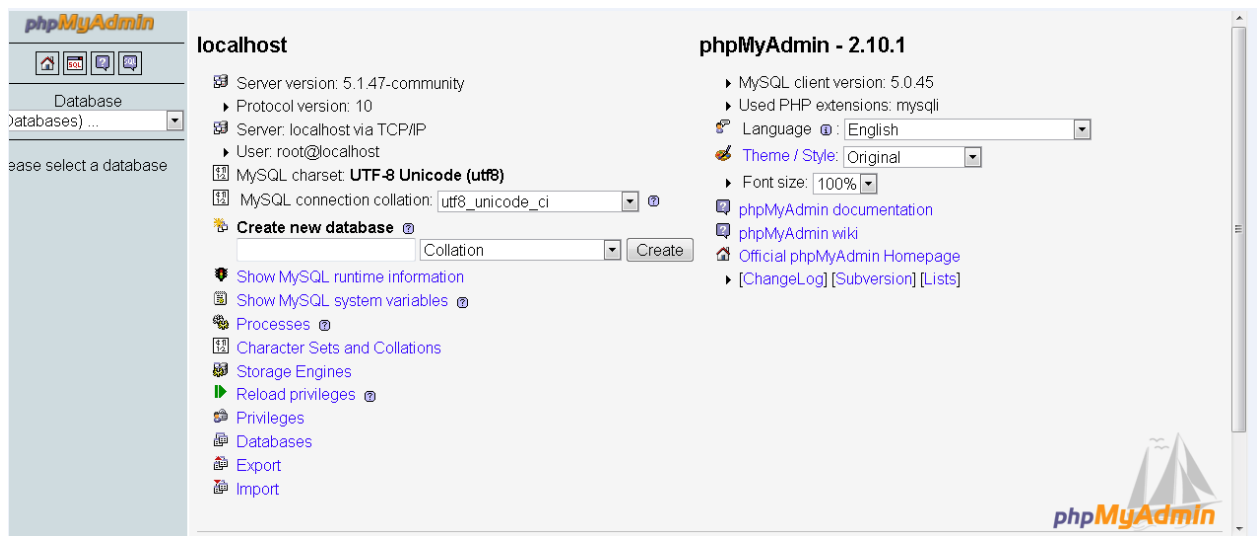 phpMyAdmin
Database
Databases) ...
ease select a database
localhost
Server version: 5.1.47-community
Protocol version: 10
Server: localhost via TCP/IP
User: root@localhost
MySQL charset: UTF-8 Unicode (utf8)
MySQL connection collation: utf8_unicode_ci
Create new database
Collation Create
Show MySQL runtime information
Show MySQL system variables
Processes
Character Sets and Collations
Storage Engines
Reload privileges
Privileges
Databases
Export
Import
phpMyAdmin - 2.10.1
MySQL client version: 5.0.45
Used PHP extensions: mysqli
Language : English
Theme / Style: Original
Font size: 100%
phpMyAdmin documentation
phpMyAdmin wiki
Official phpMyAdmin Homepage
[ChangeLog] [Subversion] [Lists]
phpMyAdmin